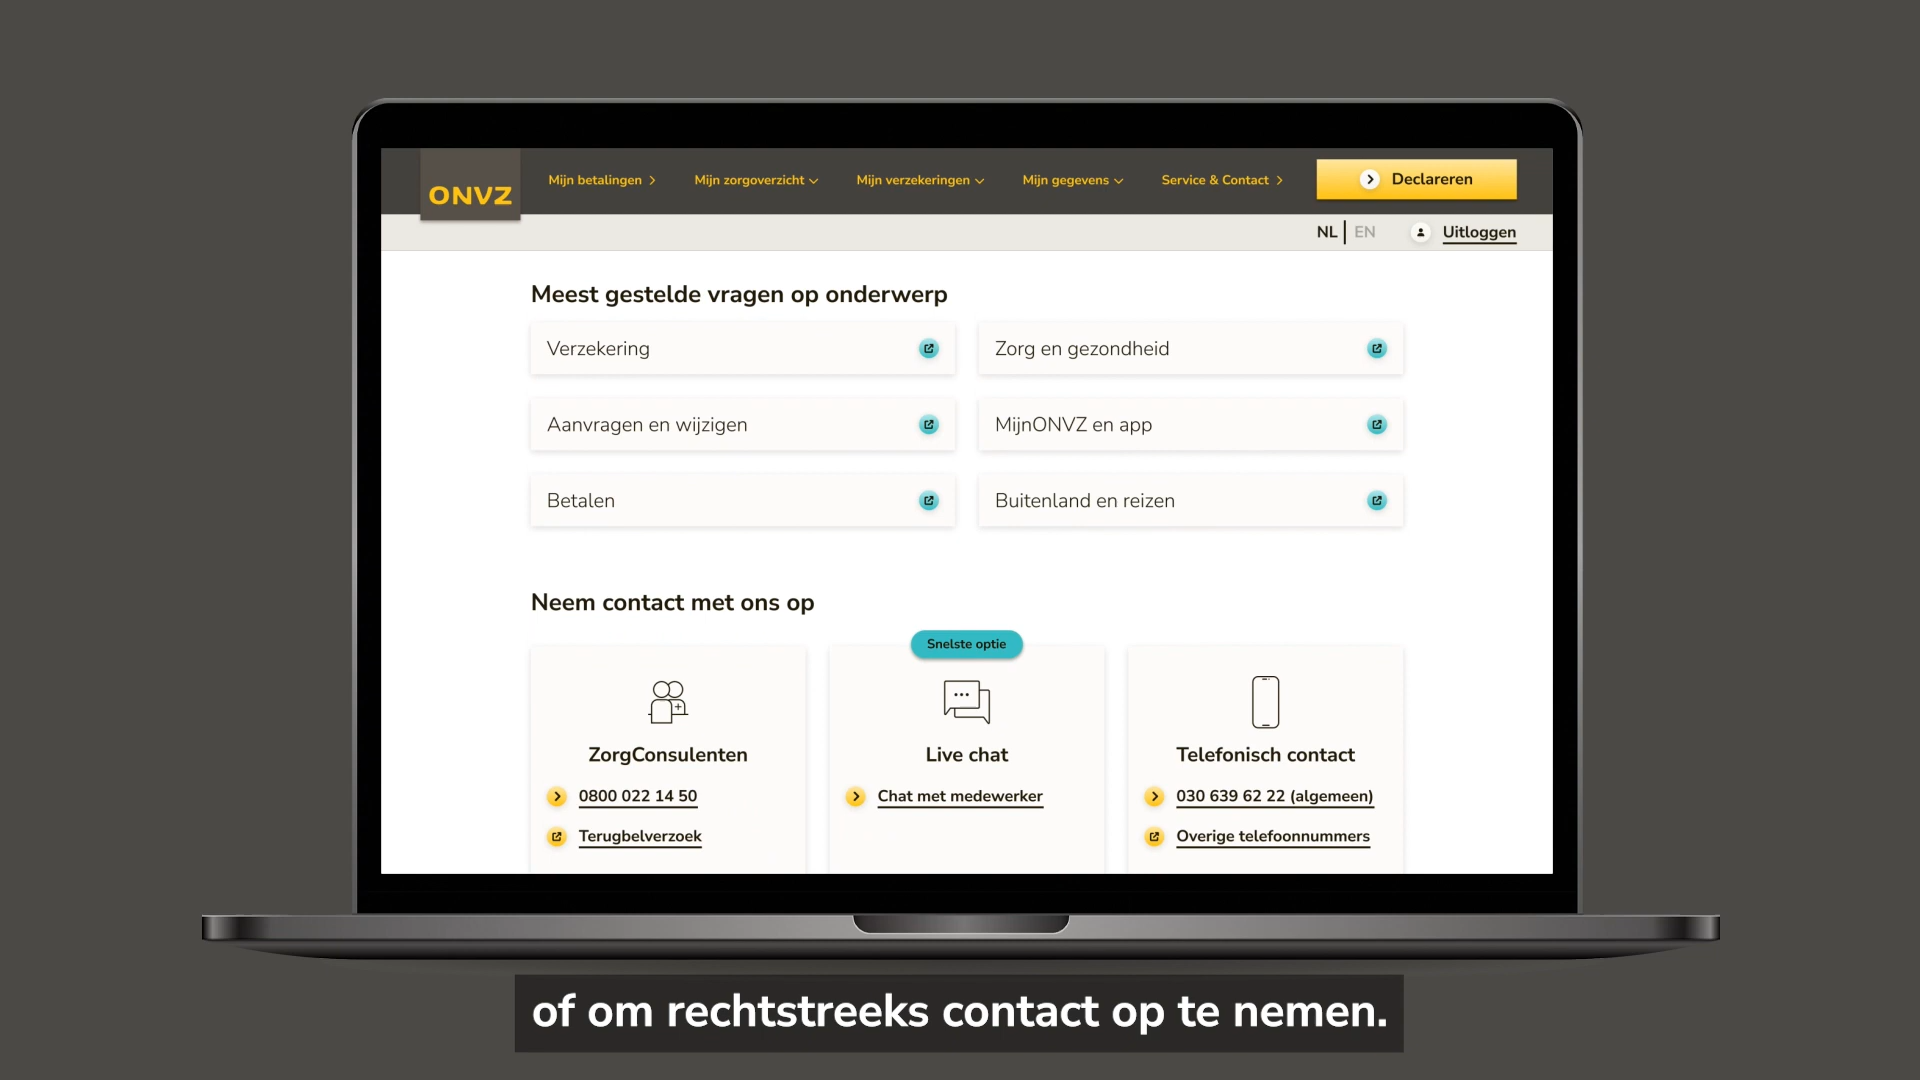 ONVZ
Mijn betalingen
Mijn zorgoverzicht
Mijn verzekeringen
Mijn gegevens
Service & Contact
Declareren
NL
EN
Uitloggen
Meest gestelde vragen op onderwerp
Verzekering
Zorg en gezondheid
Aanvragen en wijzigen
MijnONVZ en app
Betalen
Buitenland en reizen
Neem contact met ons op
Snelste optie
ZorgConsulenten
0800 022 14 50
Terugbelverzoek
Live chat
Chat met medewerker
Telefonisch contact
030 639 62 22 (algemeen)
Overige telefoonnummers
of om rechtstreeks contact op te nemen.